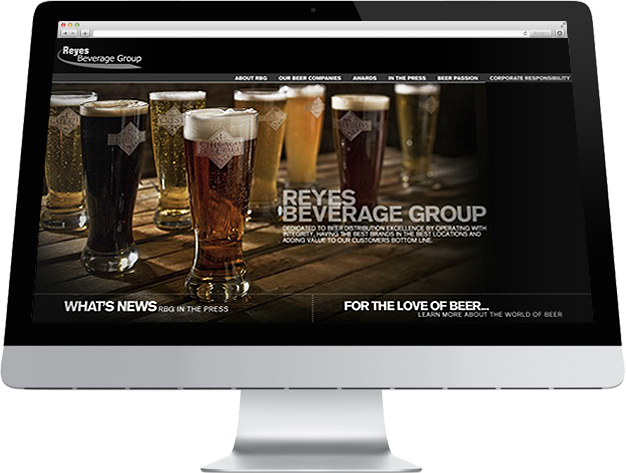 Reyes
Beverage Group
ABOUT RBG OUR BEER COMPANIES AWARDS IN THE PRESS BEER PASSION CORPORATE RESPONSIBILITY
REYES
BEVERAGE GROUP
DEDICATED TO BEER DISTRIBUTION EXCELLENCE BY OPERATING WITH
INTEGRITY, HAVING THE BEST BRANDS IN THE BEST LOCATIONS AND
ADDING VALUE TO OUR CUSTOMERS BOTTOM LINE.
WHAT'S NEWS RBG IN THE PRESS
FOR THE LOVE OF BEER...
LEARN MORE ABOUT THE WORLD OF BEER